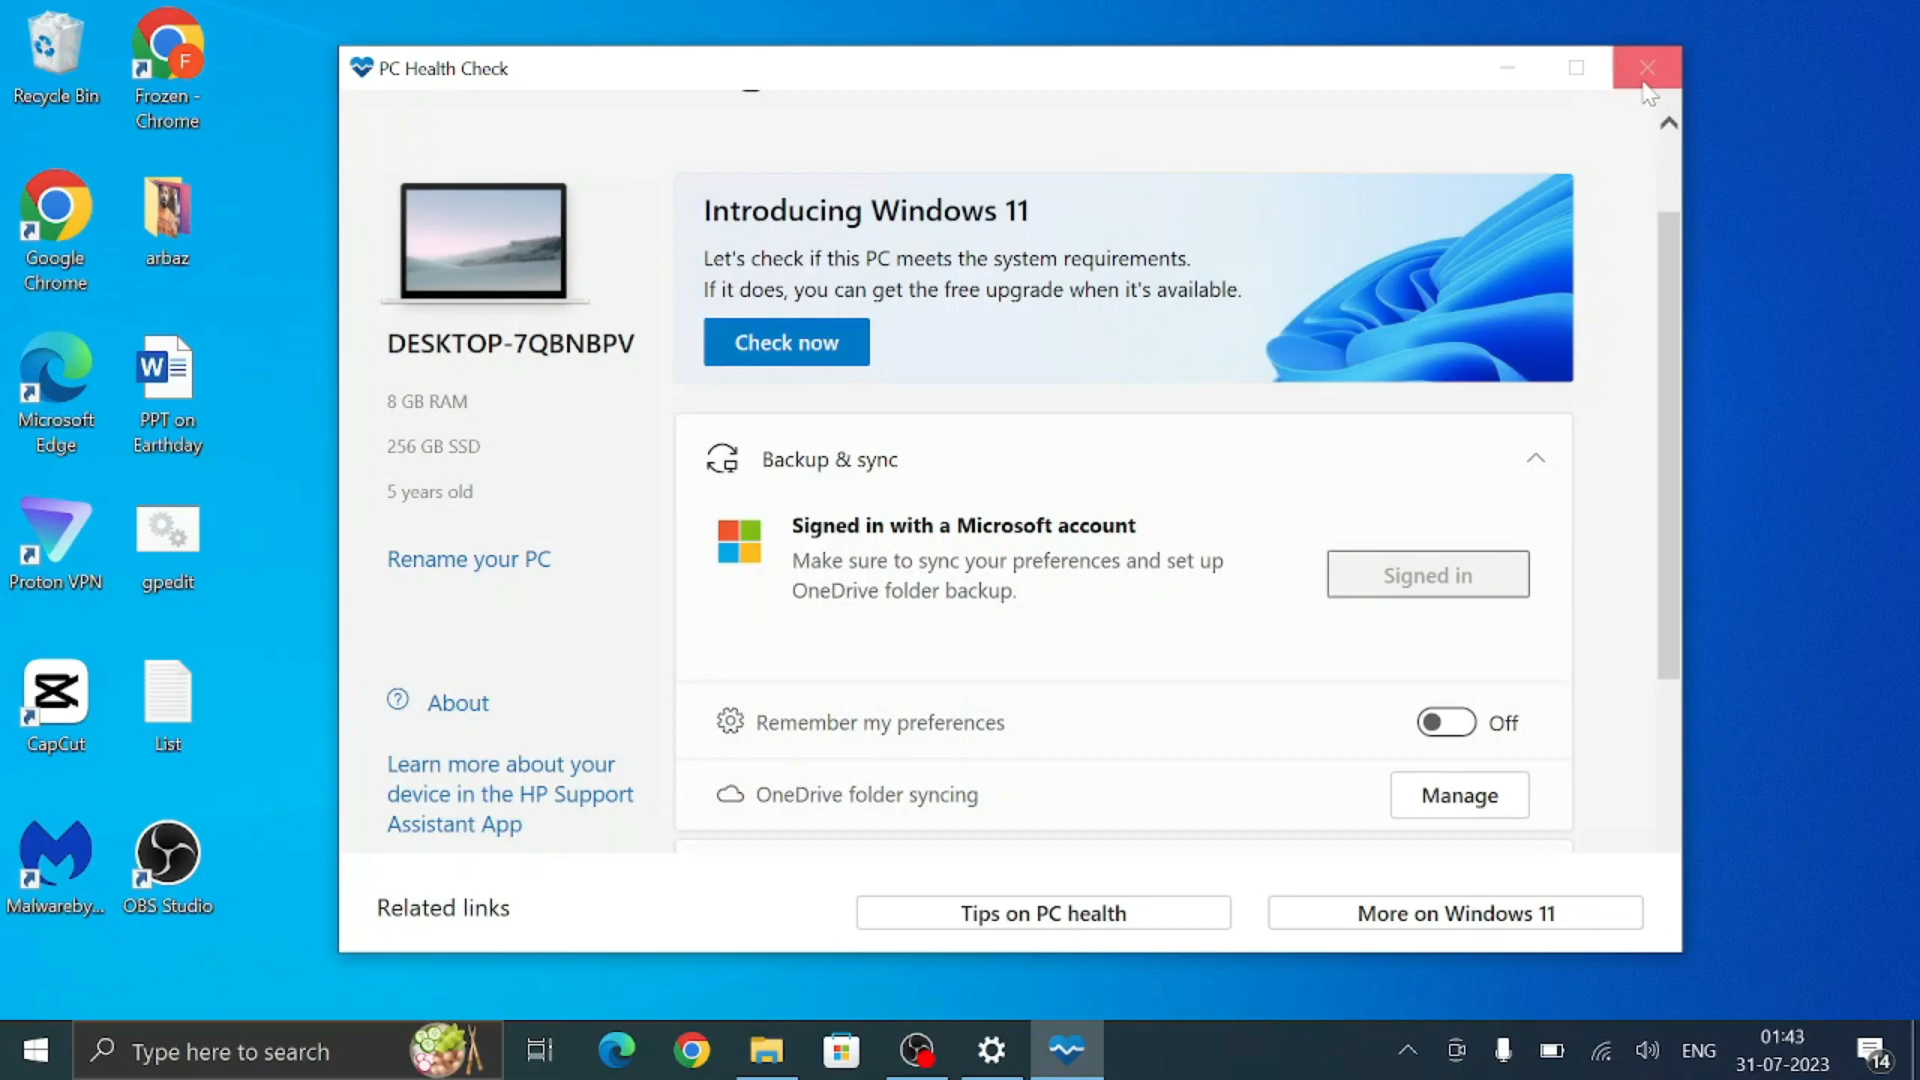 Recycle Bin
Frozen -
Chrome
Google
Chrome
arbaz
Microsoft
Edge
PPT on
Earthday
Proton VPN
gpedit
CapCut
List
Malwareby...
OBS Studio
PC Health Check
DESKTOP-7QBNBPV
8 GB RAM
256 GB SSD
5 years old
Rename your PC
About
Learn more about your
device in the HP Support
Assistant App
Introducing Windows 11
Let's check if this PC meets the system requirements.
If it does, you can get the free upgrade when it's available.
Check now
Backup & sync
Signed in with a Microsoft account
Make sure to sync your preferences and set up
OneDrive folder backup.
Signed in
Remember my preferences
Off
OneDrive folder syncing
Manage
Related links
Tips on PC health
More on Windows 11
Type here to search
ENG
01:43
31-07-2023
14